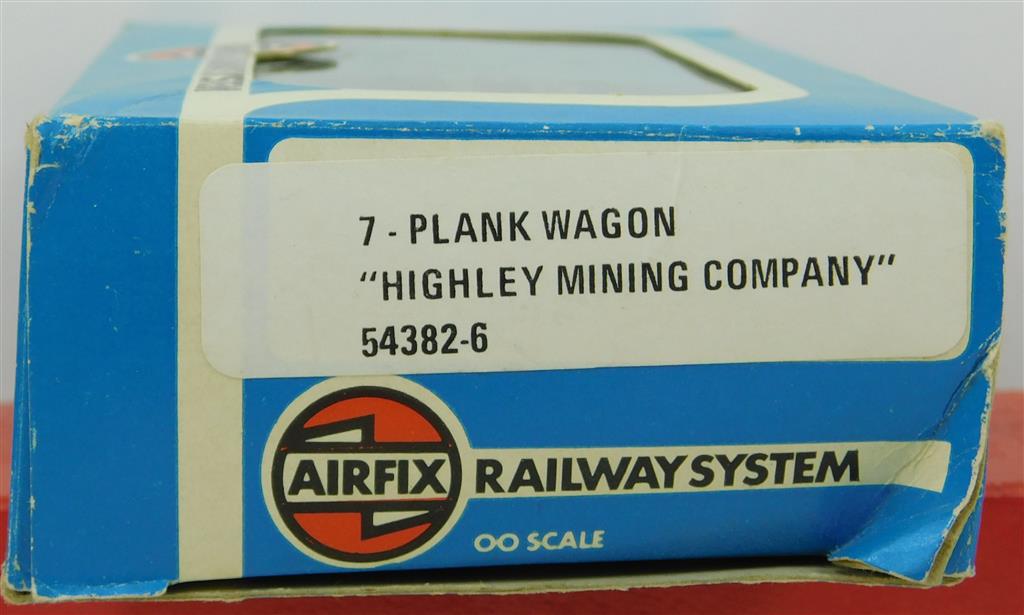 7 - PLANK WAGON
"HIGHLEY MINING COMPANY"
54382-6
AIRFIX RAILWAY SYSTEM
OO SCALE